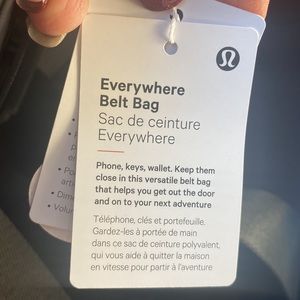 Everywhere
Belt Bag
Sac de ceinture
Everywhere
Phone, keys, wallet. Keep them
close in this versatile belt bag
that helps you get out the door
and on to your next adventure
Téléphone, clés et portefeuille.
Gardez-les à portée de main
dans ce sac de ceinture polyvalent,
qui vous aide à quitter la maison
en vitesse pour partir à l'aventure